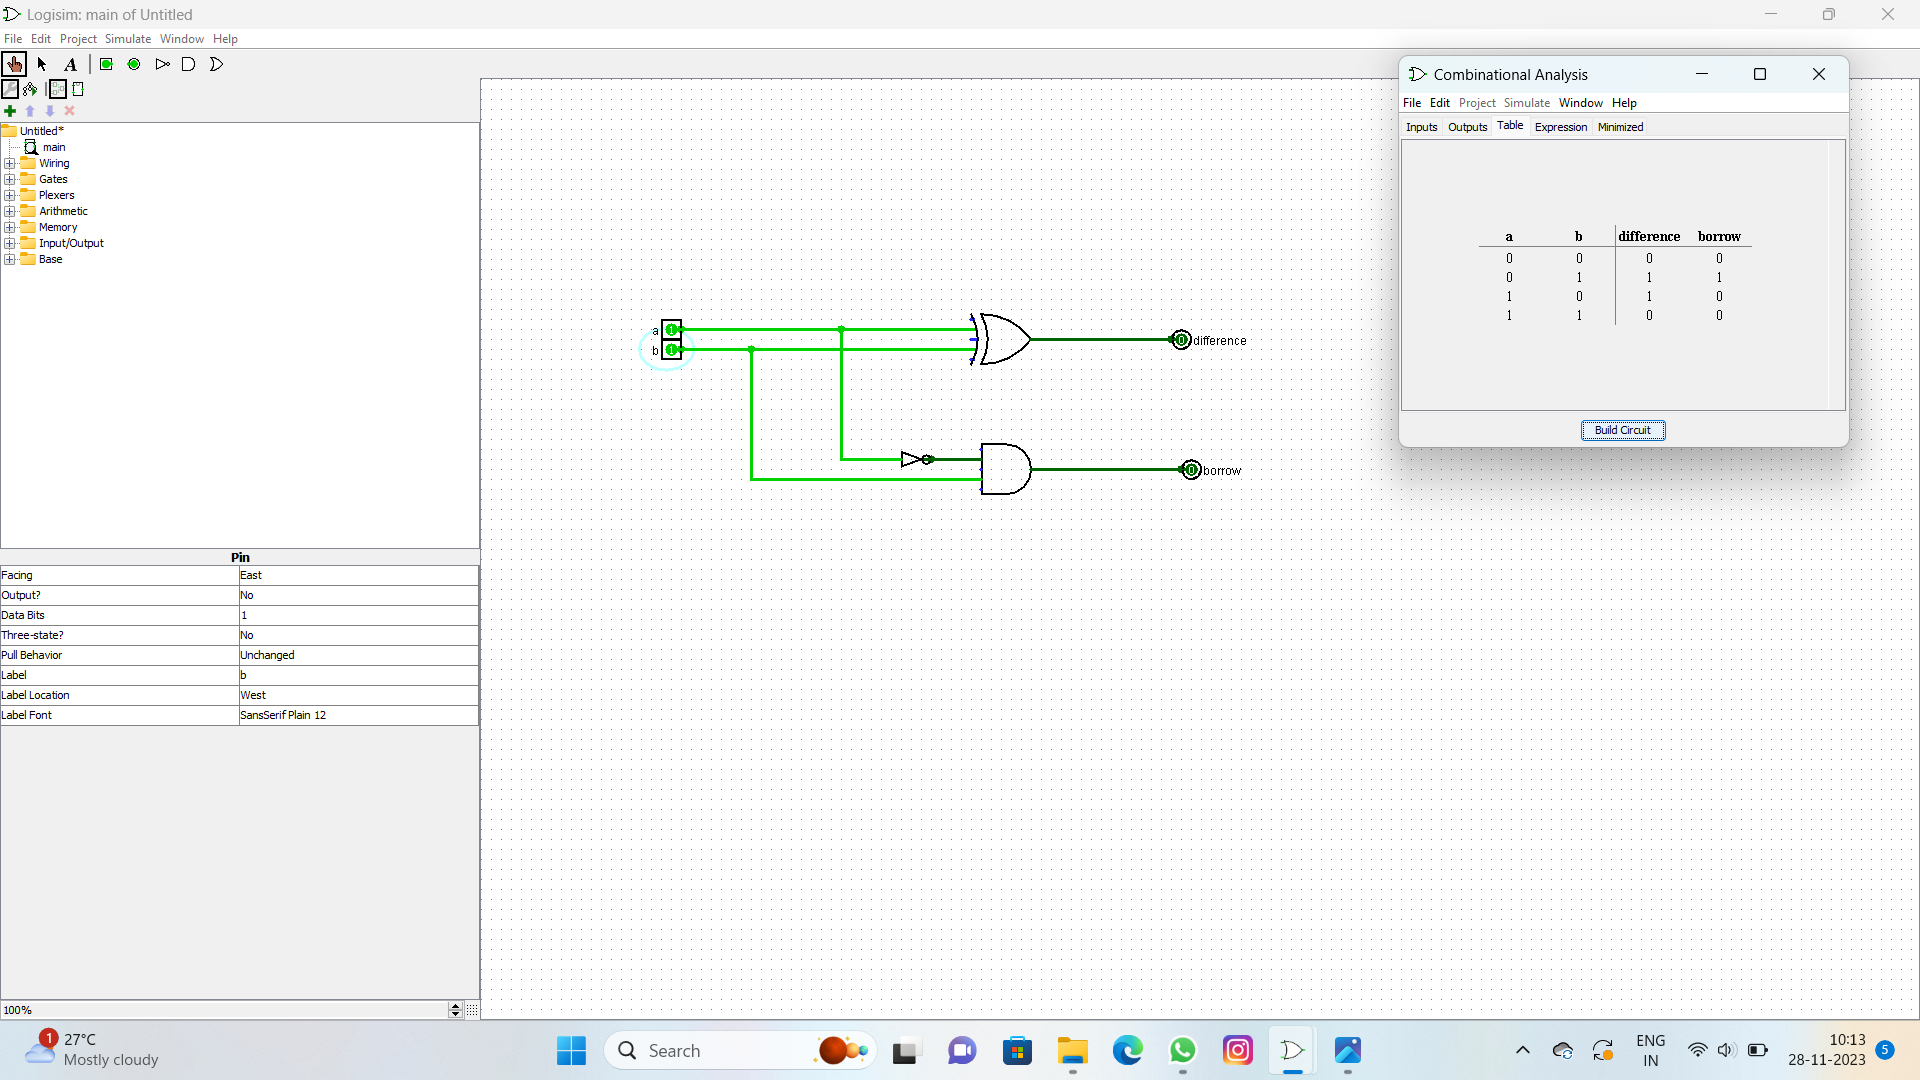 Logisim: main of Untitled
File Edit Project Simulate Window Help
A
Untitled*
main
Wiring
Gates
Plexers
Arithmetic
Memory
Input/Output
Base
Pin
Facing East
Output? No
Data Bits 1
Three-state? No
Pull Behavior Unchanged
Label b
Label Location West
Label Font SansSerif Plain 12
100%
a 1
b 1
0 difference
0 borrow
Combinational Analysis
File Edit Project Simulate Window Help
Inputs Outputs Table Expression Minimized
a b difference borrow
0 0 0 0
0 1 1 1
1 0 1 0
1 1 0 0
Build Circuit
1 27°C
Mostly cloudy
Search
ENG
IN
10:13
28-11-2023
5